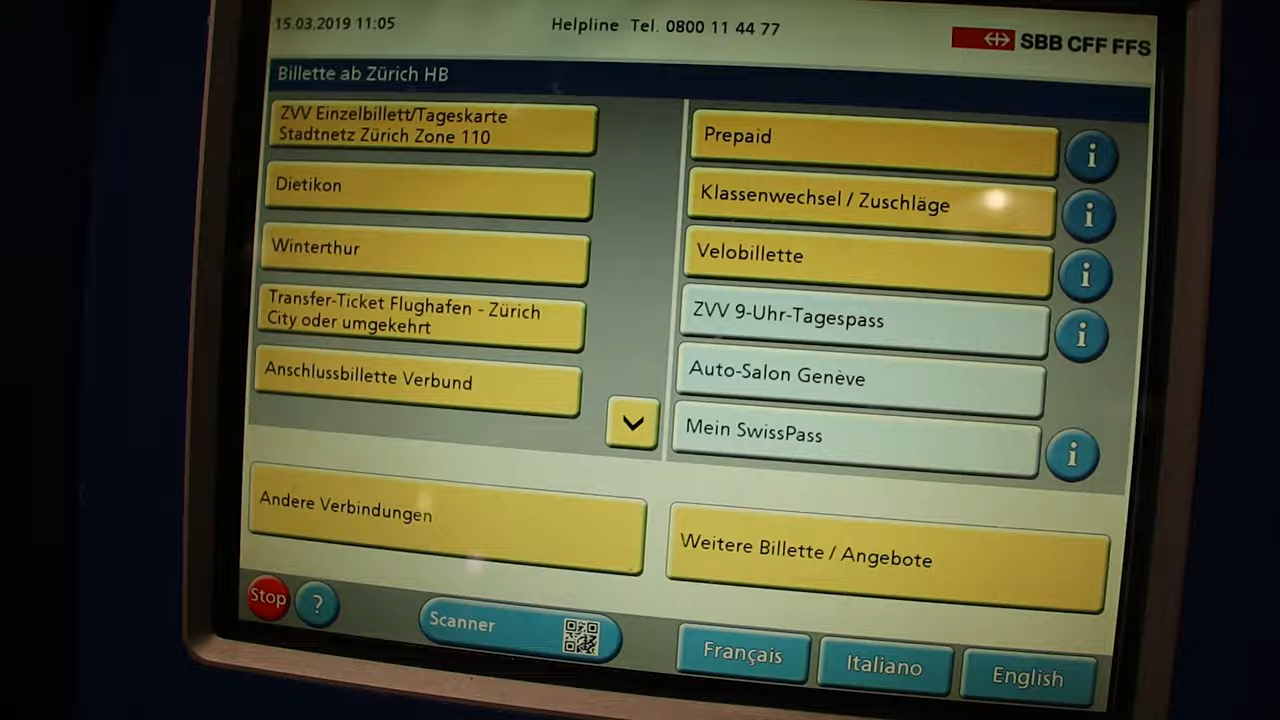 15.03.2019 11:05
Helpline Tel. 0800 11 44 77
SBB CFF FFS
Billette ab Zürich HB
ZVV Einzelbillett/Tageskarte
Stadtnetz Zürich Zone 110
Dietikon
Winterthur
Transfer-Ticket Flughafen - Zürich
City oder umgekehrt
Anschlussbillette Verbund
Prepaid
i
Klassenwechsel / Zuschläge
i
Velobillette
i
ZVV 9-Uhr-Tagespass
i
Auto-Salon Genève
Mein SwissPass
i
Andere Verbindungen
Weitere Billette / Angebote
Stop
?
Scanner
Français
Italiano
English